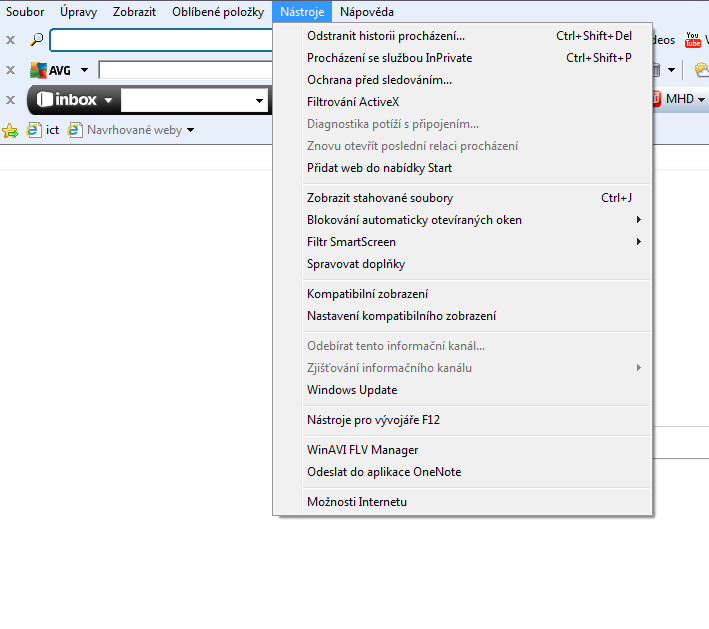 Soubor Úpravy Zobrazit Oblíbené položky Nástroje Nápověda
Odstranit historii procházení... Ctrl+Shift+Del
deos You Tube
Procházení se službou InPrivate Ctrl+Shift+P
AVG
Ochrana před sledováním...
inbox
Filtrování ActiveX
MHD
Diagnostika potíží s připojením...
ict Navrhované weby
Znovu otevřít poslední relaci procházení
Přidat web do nabídky Start
Zobrazit stahované soubory Ctrl+J
Blokování automaticky otevíraných oken
Filtr SmartScreen
Spravovat doplňky
Kompatibilní zobrazení
Nastavení kompatibilního zobrazení
Odebírat tento informační kanál...
Zjišťování informačního kanálu
Windows Update
Nástroje pro vývojáře F12
WinAVI FLV Manager
Odeslat do aplikace OneNote
Možnosti Internetu